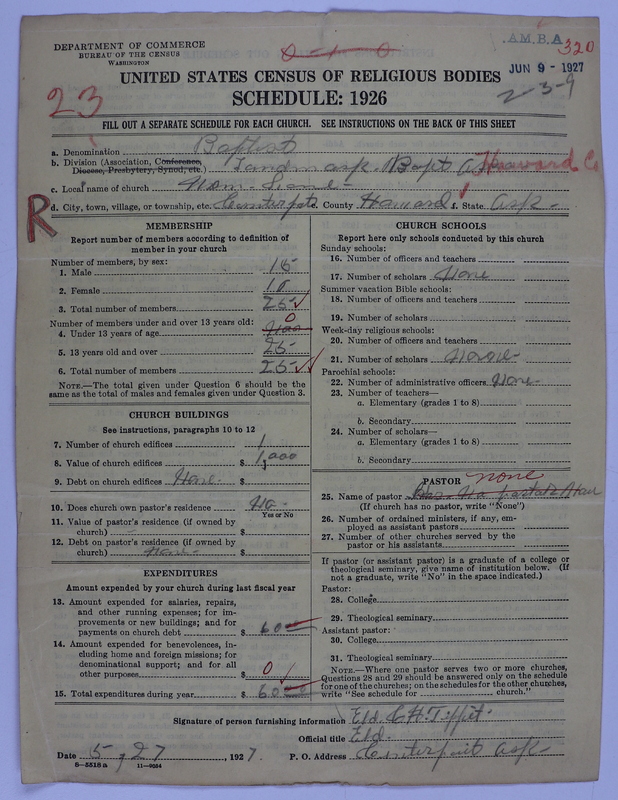 DEPARTMENT OF COMMERCE
BUREAU OF THE CENSUS
WASHINGTON
A.M.B.A
320
JUN 9 - 1927
2-3-9
23
UNITED STATES CENSUS OF RELIGIOUS BODIES
SCHEDULE: 1926
FILL OUT A SEPARATE SCHEDULE FOR EACH CHURCH. SEE INSTRUCTIONS ON THE BACK OF THIS SHEET
a. Denomination Baptist
b. Division (Association, Conference, Diocese, Presbytery, Synod, etc.) Landmark Bapt A Howard Co
c. Local name of church
d. City, town, village, or township, etc. Centerpoint e. County Howard f. State Ark-
R
MEMBERSHIP
Report number of members according to definition of member in your church
Number of members, by sex:
1. Male 15
2. Female 10
3. Total number of members 25
Number of members under and over 13 years old:
4. Under 13 years of age 0
5. 13 years old and over 25
6. Total number of members 25
NOTE.—The total given under Question 6 should be the same as the total of males and females given under Question 3.
CHURCH BUILDINGS
See instructions, paragraphs 10 to 12
7. Number of church edifices 1
8. Value of church edifices $ 1,000
9. Debt on church edifices None $
10. Does church own pastor's residence No
Yes or No
11. Value of pastor's residence (if owned by church) $
12. Debt on pastor's residence (if owned by church) None $
EXPENDITURES
Amount expended by your church during last fiscal year
13. Amount expended for salaries, repairs, and other running expenses; for improvements or new buildings; and for payments on church debt $ 60
14. Amount expended for benevolences, including home and foreign missions; for denominational support; and for all other purposes $ 0
15. Total expenditures during year $ 60
CHURCH SCHOOLS
Report here only schools conducted by this church
Sunday schools:
16. Number of officers and teachers
17. Number of scholars None
Summer vacation Bible schools:
18. Number of officers and teachers
19. Number of scholars
Week-day religious schools:
20. Number of officers and teachers
21. Number of scholars None
Parochial schools:
22. Number of administrative officers None
23. Number of teachers—
a. Elementary (grades 1 to 8)
b. Secondary
24. Number of scholars—
a. Elementary (grades 1 to 8)
b. Secondary
PASTOR none
25. Name of pastor Has No pastor
(If church has no pastor, write "None")
26. Number of ordained ministers, if any, employed as assistant pastors
27. Number of other churches served by the pastor or his assistants
If pastor (or assistant pastor) is a graduate of a college or theological seminary, give name of institution below. (If not a graduate, write "No" in the space indicated.)
Pastor:
28. College
29. Theological seminary
Assistant pastor:
30. College
31. Theological seminary
NOTE.—Where one pastor serves two or more churches, Questions 28 and 29 should be answered only on the schedule for one of the churches; on the schedules for the other churches, write "See schedule for church."
Signature of person furnishing information Eld. C.H. Tippit
Official title Eld.
Date 5/27, 1927. P. O. Address Centerpoint Ark
8-5518 a 11-9034